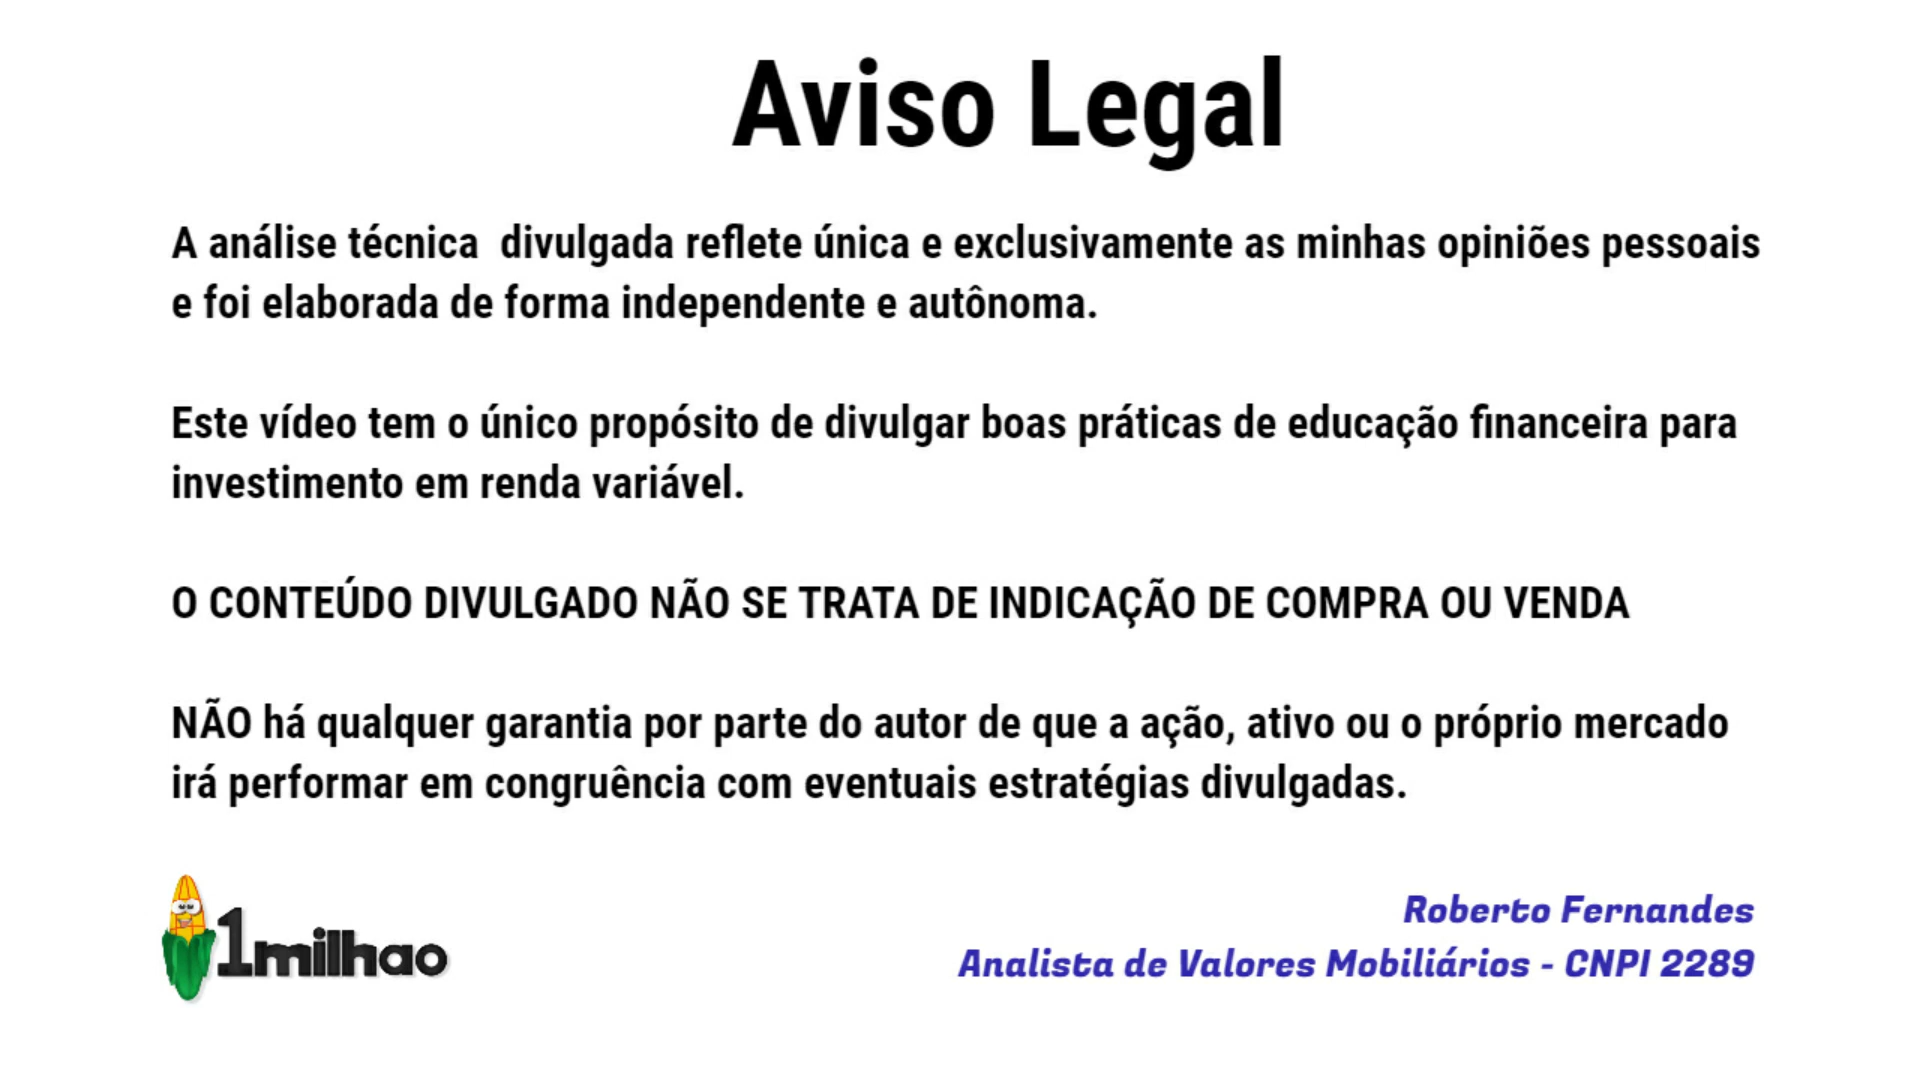 Aviso Legal
A análise técnica divulgada reflete única e exclusivamente as minhas opiniões pessoais
e foi elaborada de forma independente e autônoma.
Este vídeo tem o único propósito de divulgar boas práticas de educação financeira para
investimento em renda variável.
O CONTEÚDO DIVULGADO NÃO SE TRATA DE INDICAÇÃO DE COMPRA OU VENDA
NÃO há qualquer garantia por parte do autor de que a ação, ativo ou o próprio mercado
irá performar em congruência com eventuais estratégias divulgadas.
1milhao
Roberto Fernandes
Analista de Valores Mobiliários - CNPI 2289